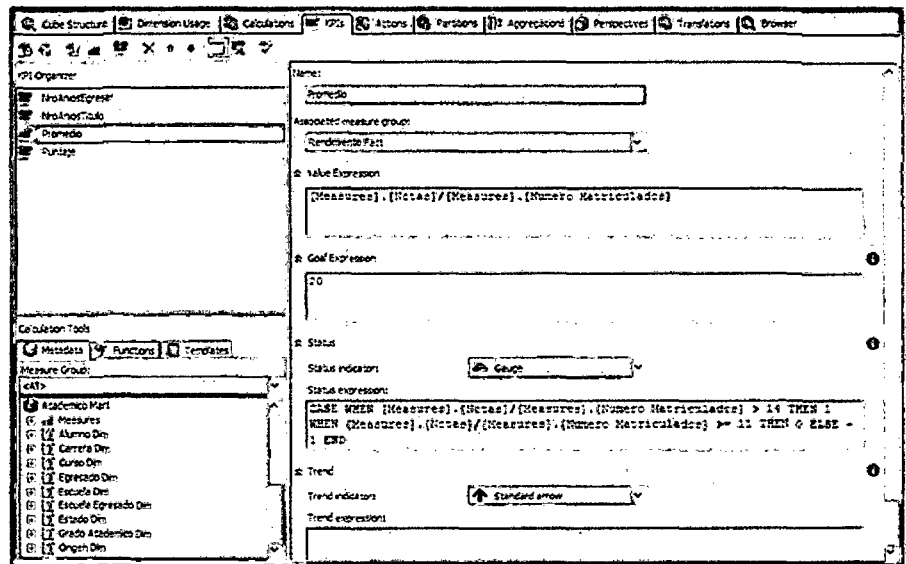 Cube Structure Dimension Usage Calculations KPIs Actions Partitions Aggregations Perspectives Translations Browser
KPI Organizer
NroAniosEgreser
NroAniosTitulo
Promedio
Puntaje
Calculation Tools
Metadata Functions Templates
Measure Group:
<All>
Academico Mart
Measures
Alumno Dim
Carrera Dim
Curso Dim
Egresado Dim
Escuela Dim
Escuela Egresado Dim
Estado Dim
Grado Academico Dim
Origen Dim
Name:
Promedio
Associated measure group:
Rendimiento Fact
Value Expression
[Measures].[Notas]/[Measures].[Numero Matriculados]
Goal Expression
20
Status
Status indicator: Gauge
Status expression:
CASE WHEN [Measures].[Notas]/[Measures].[Numero Matriculados] > 14 THEN 1
WHEN [Measures].[Notas]/[Measures].[Numero Matriculados] >= 11 THEN 0 ELSE -
1 END
Trend
Trend indicator: Standard arrow
Trend expression: